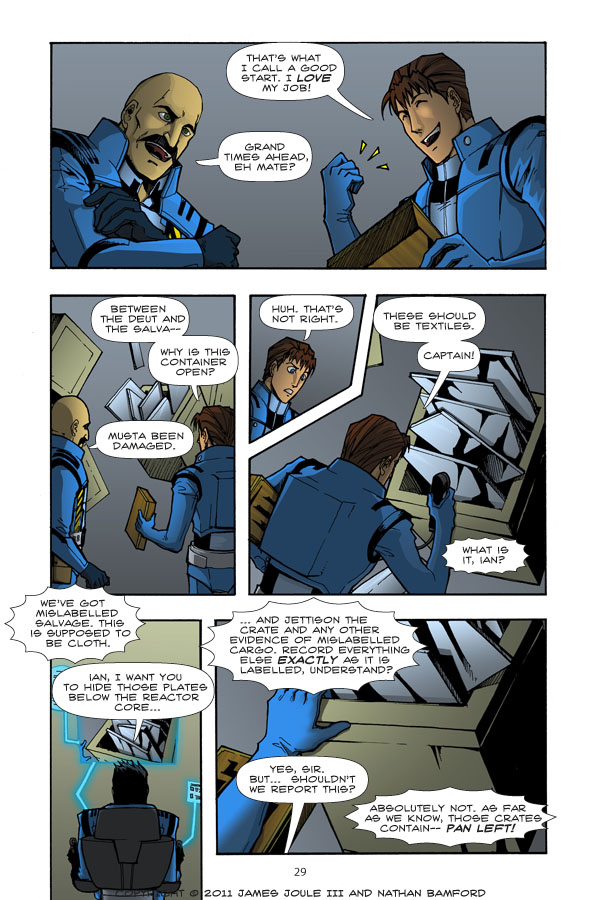 THAT'S WHAT
I CALL A GOOD
START. I LOVE
MY JOB!
GRAND
TIMES AHEAD,
EH MATE?
BETWEEN
THE DEUT AND
THE SALVA--
WHY IS THIS
CONTAINER
OPEN?
MUSTA BEEN
DAMAGED.
HUH. THAT'S
NOT RIGHT.
THESE SHOULD
BE TEXTILES.
CAPTAIN!
WHAT IS
IT, IAN?
WE'VE GOT
MISLABELLED
SALVAGE. THIS
IS SUPPOSED TO
BE CLOTH.
IAN, I WANT YOU
TO HIDE THOSE PLATES
BELOW THE REACTOR
CORE...
... AND JETTISON THE
CRATE AND ANY OTHER
EVIDENCE OF MISLABELLED
CARGO. RECORD EVERYTHING
ELSE EXACTLY AS IT IS
LABELLED, UNDERSTAND?
YES, SIR.
BUT... SHOULDN'T
WE REPORT THIS?
ABSOLUTELY NOT. AS FAR
AS WE KNOW, THOSE CRATES
CONTAIN-- PAN LEFT!
29
COPYRIGHT © 2011 JAMES JOULE III AND NATHAN BAMFORD